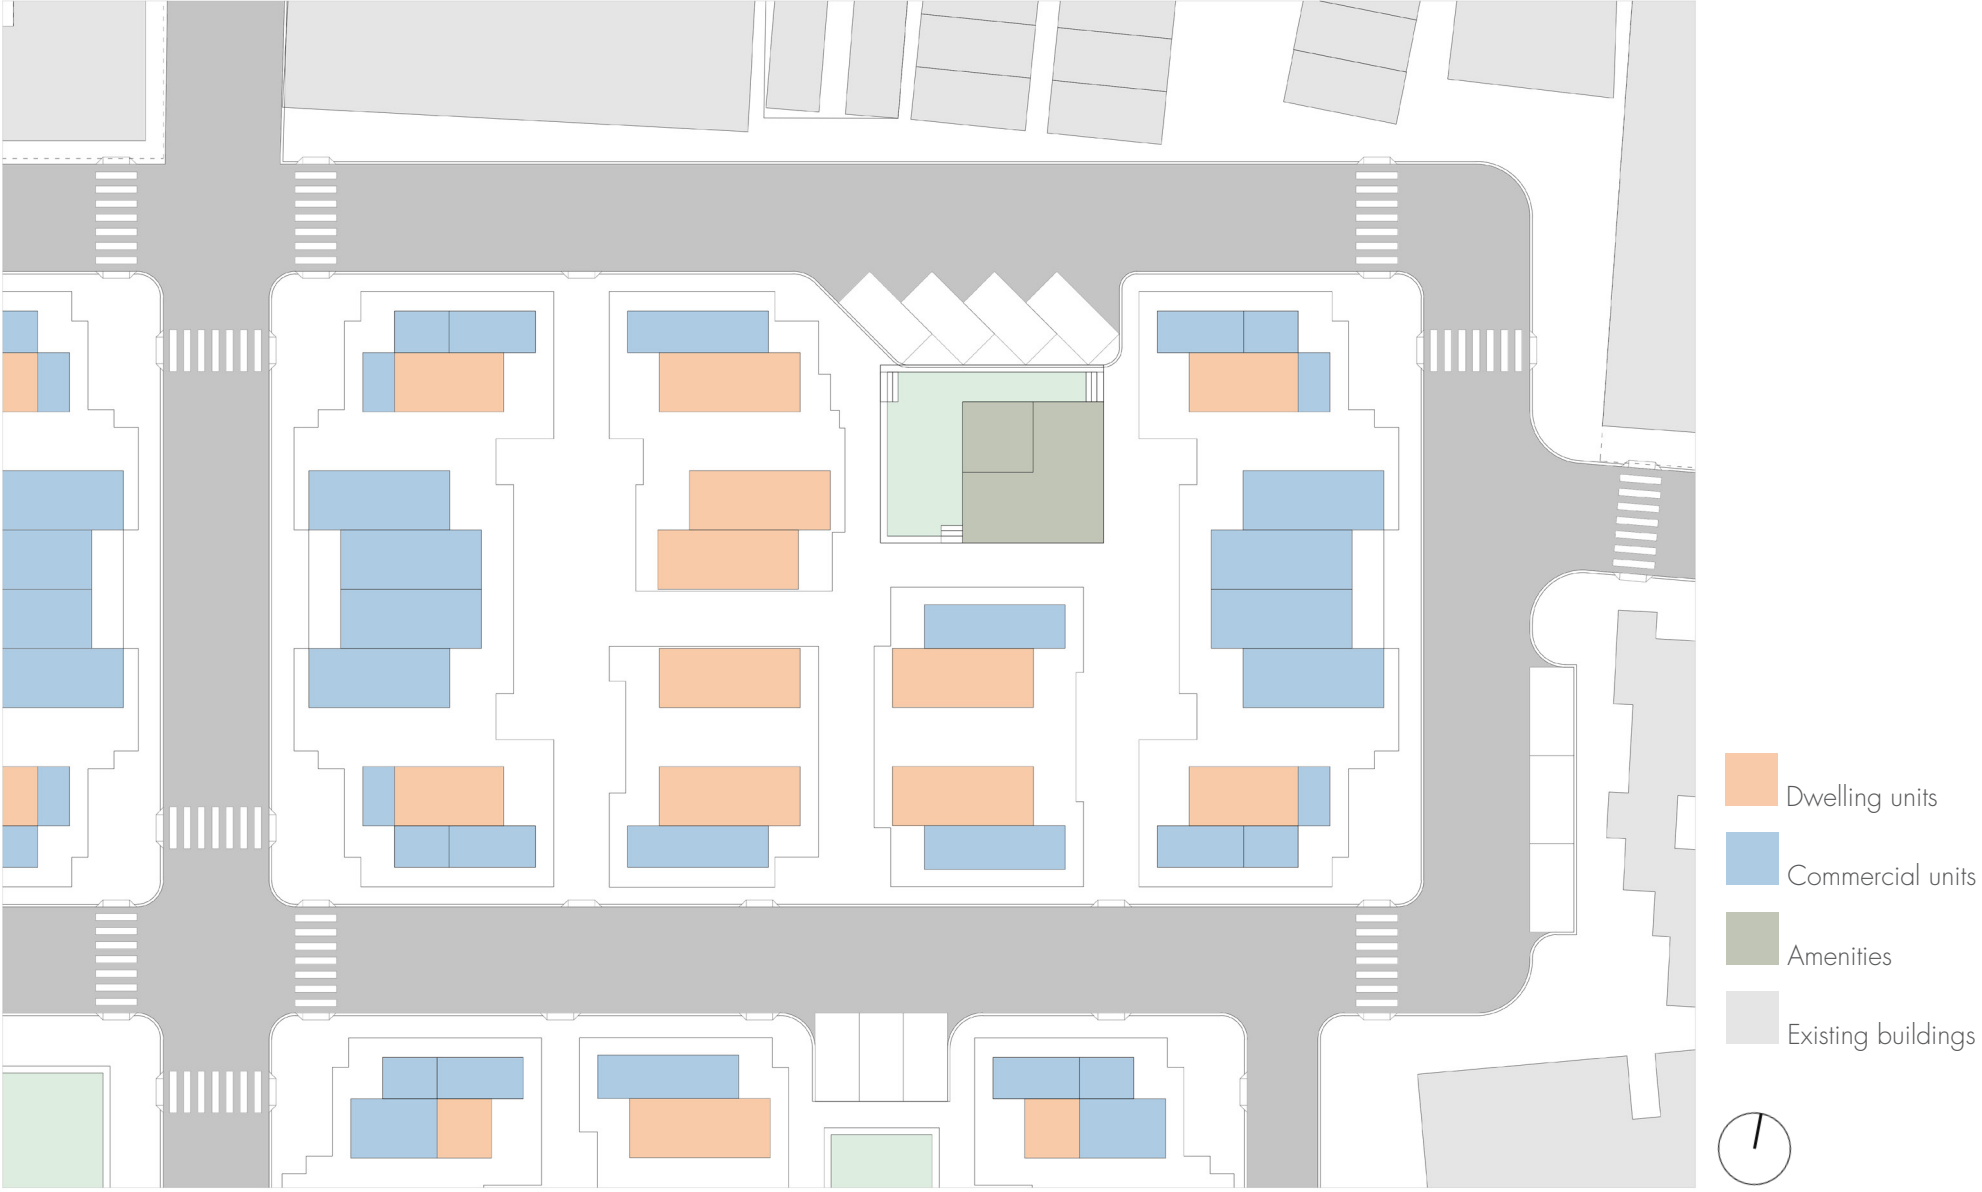 Dwelling units
Commercial units
Amenities
Existing buildings